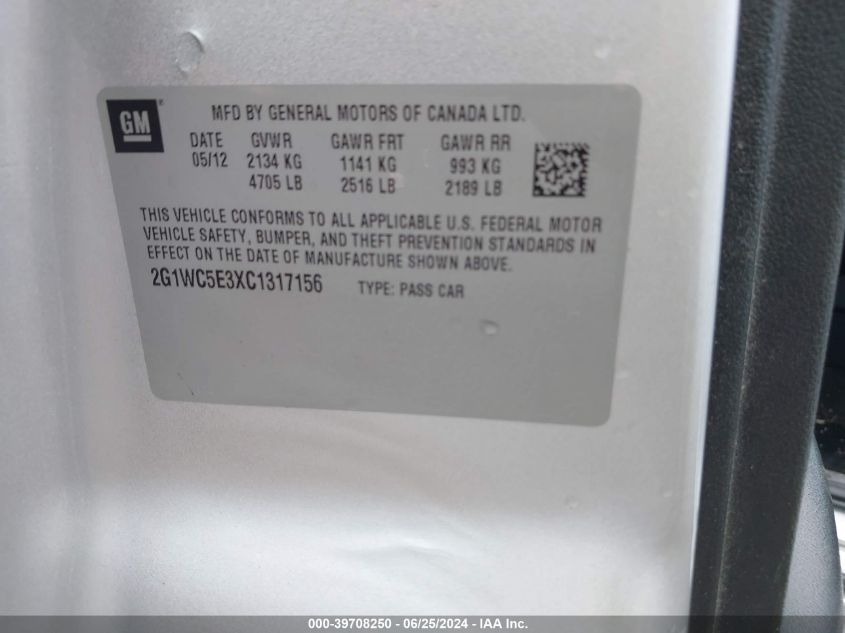 GM
MFD BY GENERAL MOTORS OF CANADA LTD.
DATE GVWR GAWR FRT GAWR RR
05/12 2134 KG 1141 KG 993 KG
4705 LB 2516 LB 2189 LB
THIS VEHICLE CONFORMS TO ALL APPLICABLE U.S. FEDERAL MOTOR
VEHICLE SAFETY, BUMPER, AND THEFT PREVENTION STANDARDS IN
EFFECT ON THE DATE OF MANUFACTURE SHOWN ABOVE.
2G1WC5E3XC1317156 TYPE: PASS CAR
000-39708250 / 06/25/2024 - IAA Inc.